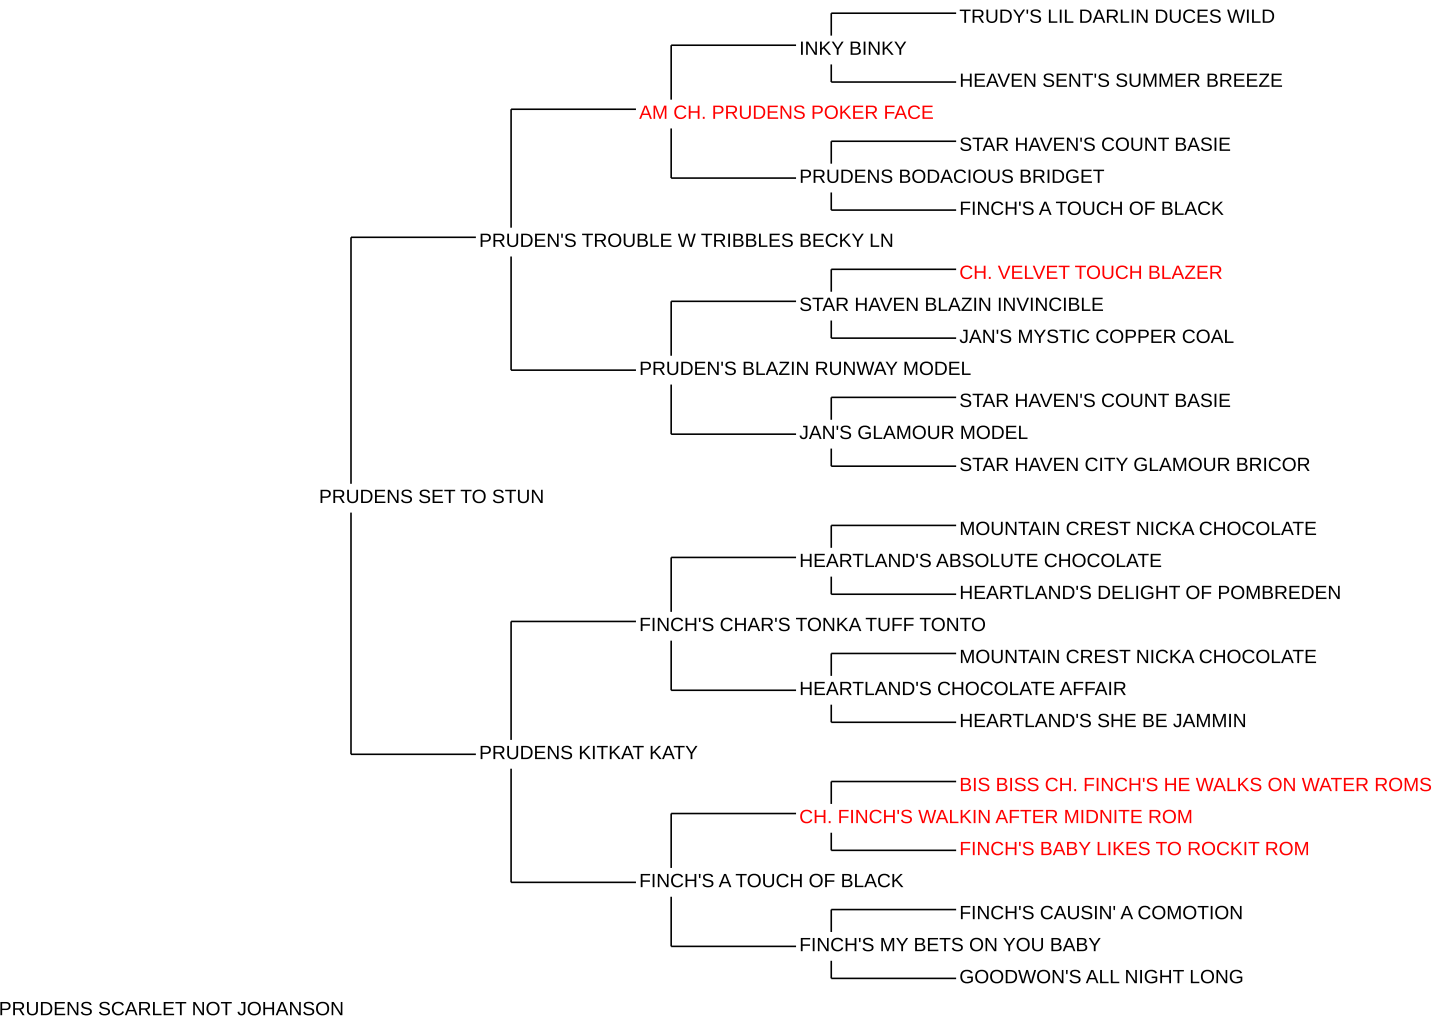 TRUDY'S LIL DARLIN DUCES WILD
INKY BINKY
HEAVEN SENT'S SUMMER BREEZE
AM CH. PRUDENS POKER FACE
STAR HAVEN'S COUNT BASIE
PRUDENS BODACIOUS BRIDGET
FINCH'S A TOUCH OF BLACK
PRUDEN'S TROUBLE W TRIBBLES BECKY LN
CH. VELVET TOUCH BLAZER
STAR HAVEN BLAZIN INVINCIBLE
JAN'S MYSTIC COPPER COAL
PRUDEN'S BLAZIN RUNWAY MODEL
STAR HAVEN'S COUNT BASIE
JAN'S GLAMOUR MODEL
STAR HAVEN CITY GLAMOUR BRICOR
PRUDENS SET TO STUN
MOUNTAIN CREST NICKA CHOCOLATE
HEARTLAND'S ABSOLUTE CHOCOLATE
HEARTLAND'S DELIGHT OF POMBREDEN
FINCH'S CHAR'S TONKA TUFF TONTO
MOUNTAIN CREST NICKA CHOCOLATE
HEARTLAND'S CHOCOLATE AFFAIR
HEARTLAND'S SHE BE JAMMIN
PRUDENS KITKAT KATY
BIS BISS CH. FINCH'S HE WALKS ON WATER ROMS
CH. FINCH'S WALKIN AFTER MIDNITE ROM
FINCH'S BABY LIKES TO ROCKIT ROM
FINCH'S A TOUCH OF BLACK
FINCH'S CAUSIN' A COMOTION
FINCH'S MY BETS ON YOU BABY
GOODWON'S ALL NIGHT LONG
PRUDENS SCARLET NOT JOHANSON